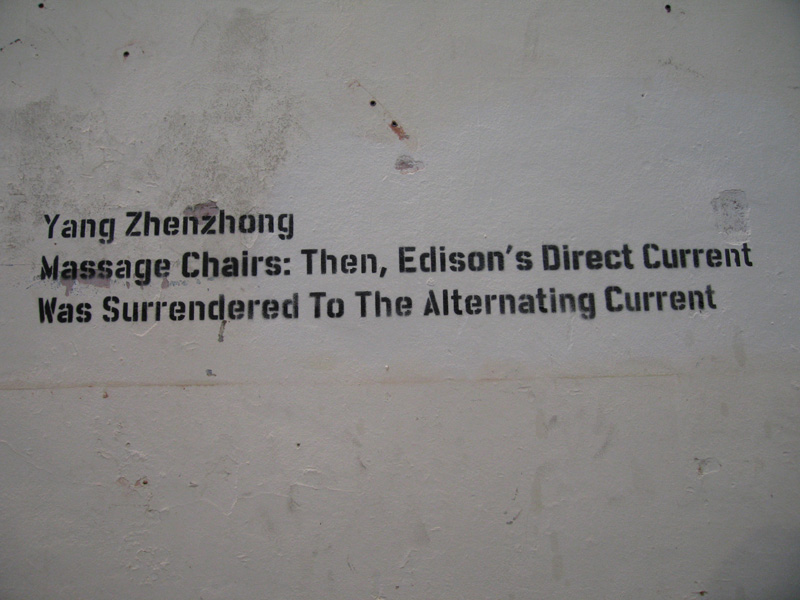 Yang Zhenzhong
Massage Chairs: Then, Edison's Direct Current
Was Surrendered To The Alternating Current